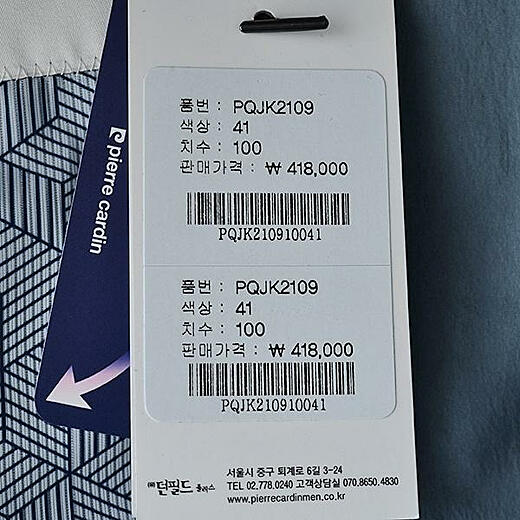 pierre cardin
품번 : PQJK2109
색상 : 41
치수 : 100
판매가격 : ₩ 418,000
PQJK210910041
품번 : PQJK2109
색상 : 41
치수 : 100
판매가격 : ₩ 418,000
PQJK210910041
㈜던필드 플러스
서울시 중구 퇴계로 6길 3-24
TEL 02.778.0240 고객상담실 070.8650.4830
www.pierrecardinmen.co.kr